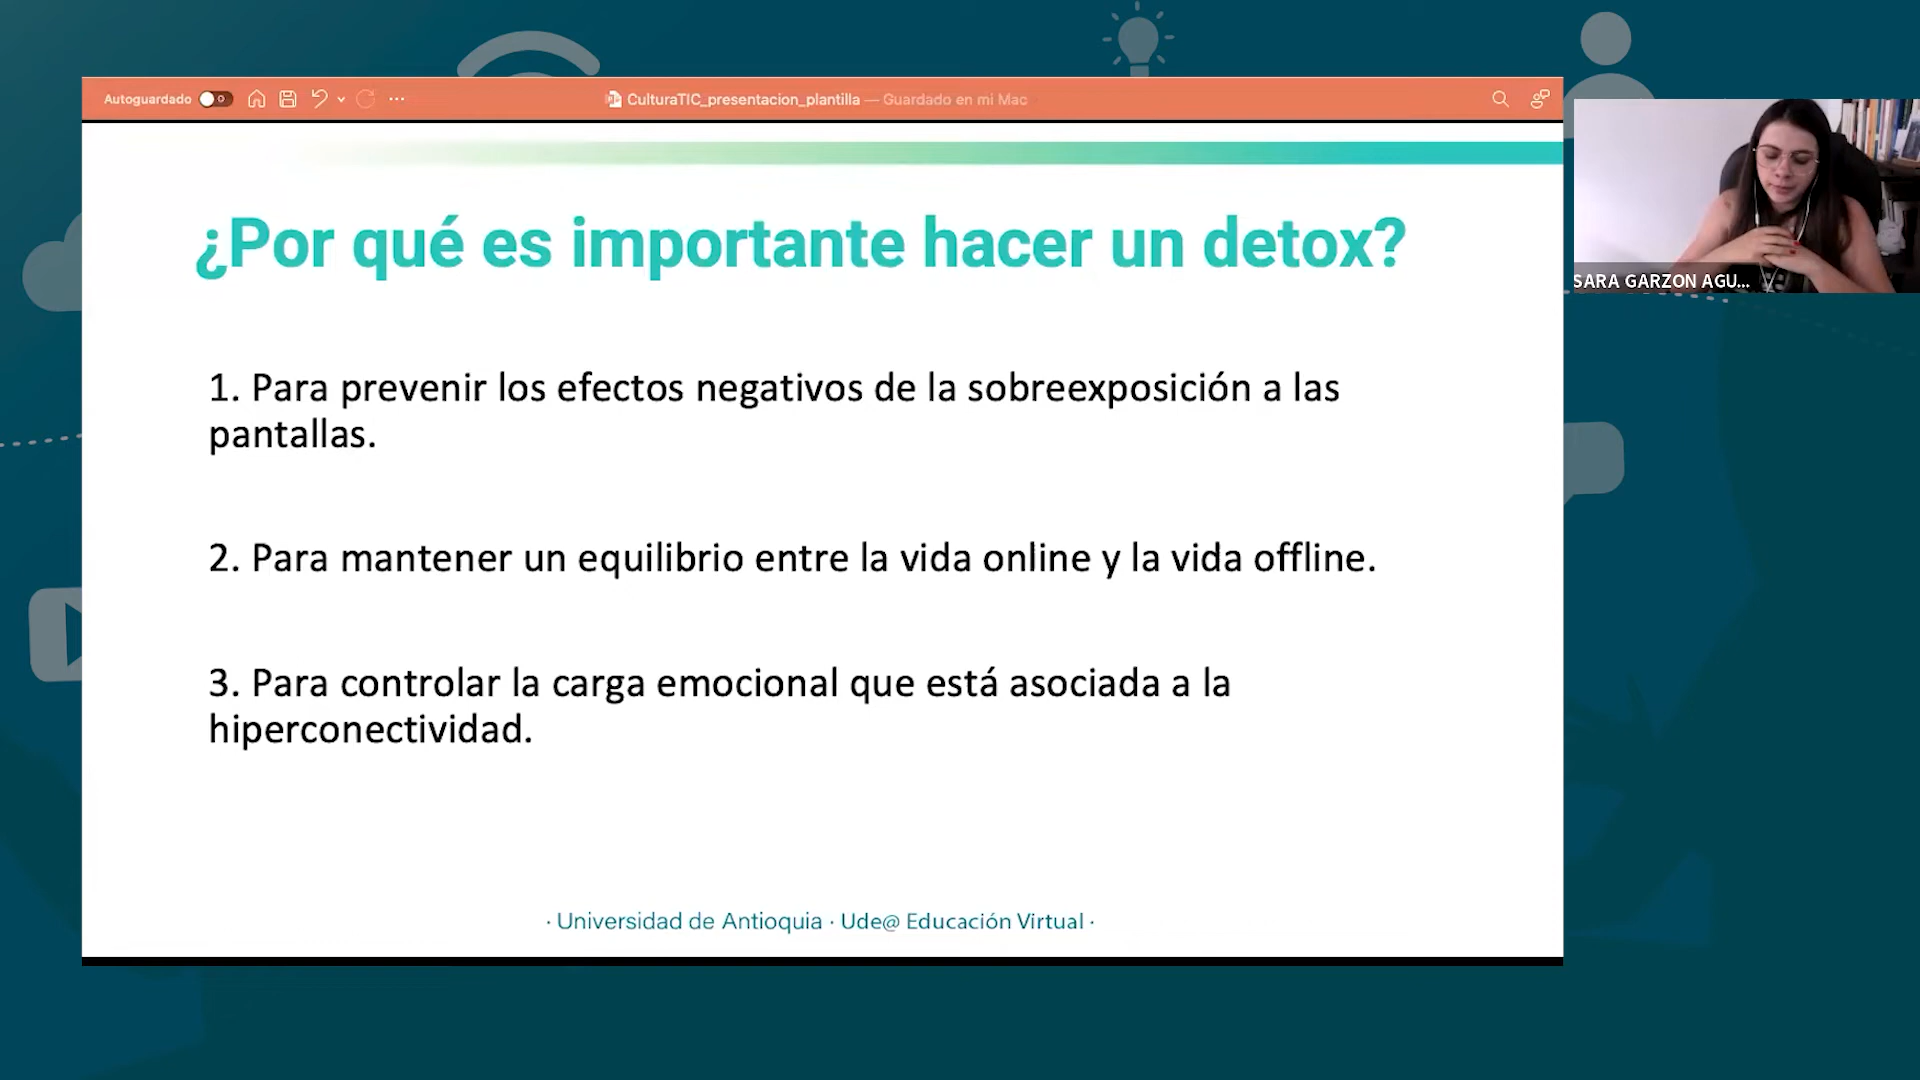 Autoguardado
CulturaTIC_presentacion_plantilla — Guardado en mi Mac
¿Por qué es importante hacer un detox?
SARA GARZON AGU...
1. Para prevenir los efectos negativos de la sobreexposición a las
pantallas.
2. Para mantener un equilibrio entre la vida online y la vida offline.
3. Para controlar la carga emocional que está asociada a la
hiperconectividad.
· Universidad de Antioquia · Ude@ Educación Virtual ·